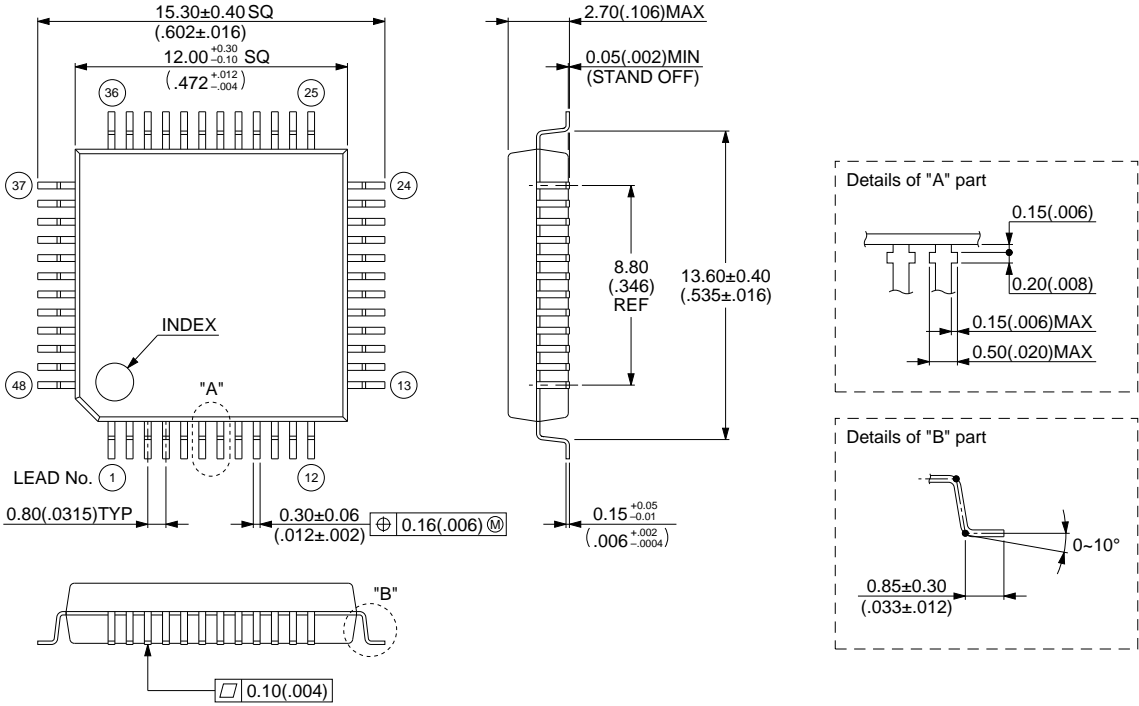 15.30±0.40 SQ
(.602±.016)
12.00 +0.30 –0.10 SQ
(.472 +.012 –.004)
36
25
37
24
INDEX
48
"A"
13
LEAD No.
1
12
0.80(.0315)TYP
0.30±0.06
(.012±.002)
⌖ 0.16(.006) Ⓜ
2.70(.106)MAX
0.05(.002)MIN
(STAND OFF)
8.80
(.346)
REF
13.60±0.40
(.535±.016)
0.15 +0.05 –0.01
(.006 +.002 –.0004)
"B"
⏥ 0.10(.004)
Details of "A" part
0.15(.006)
0.20(.008)
0.15(.006)MAX
0.50(.020)MAX
Details of "B" part
0~10°
0.85±0.30
(.033±.012)